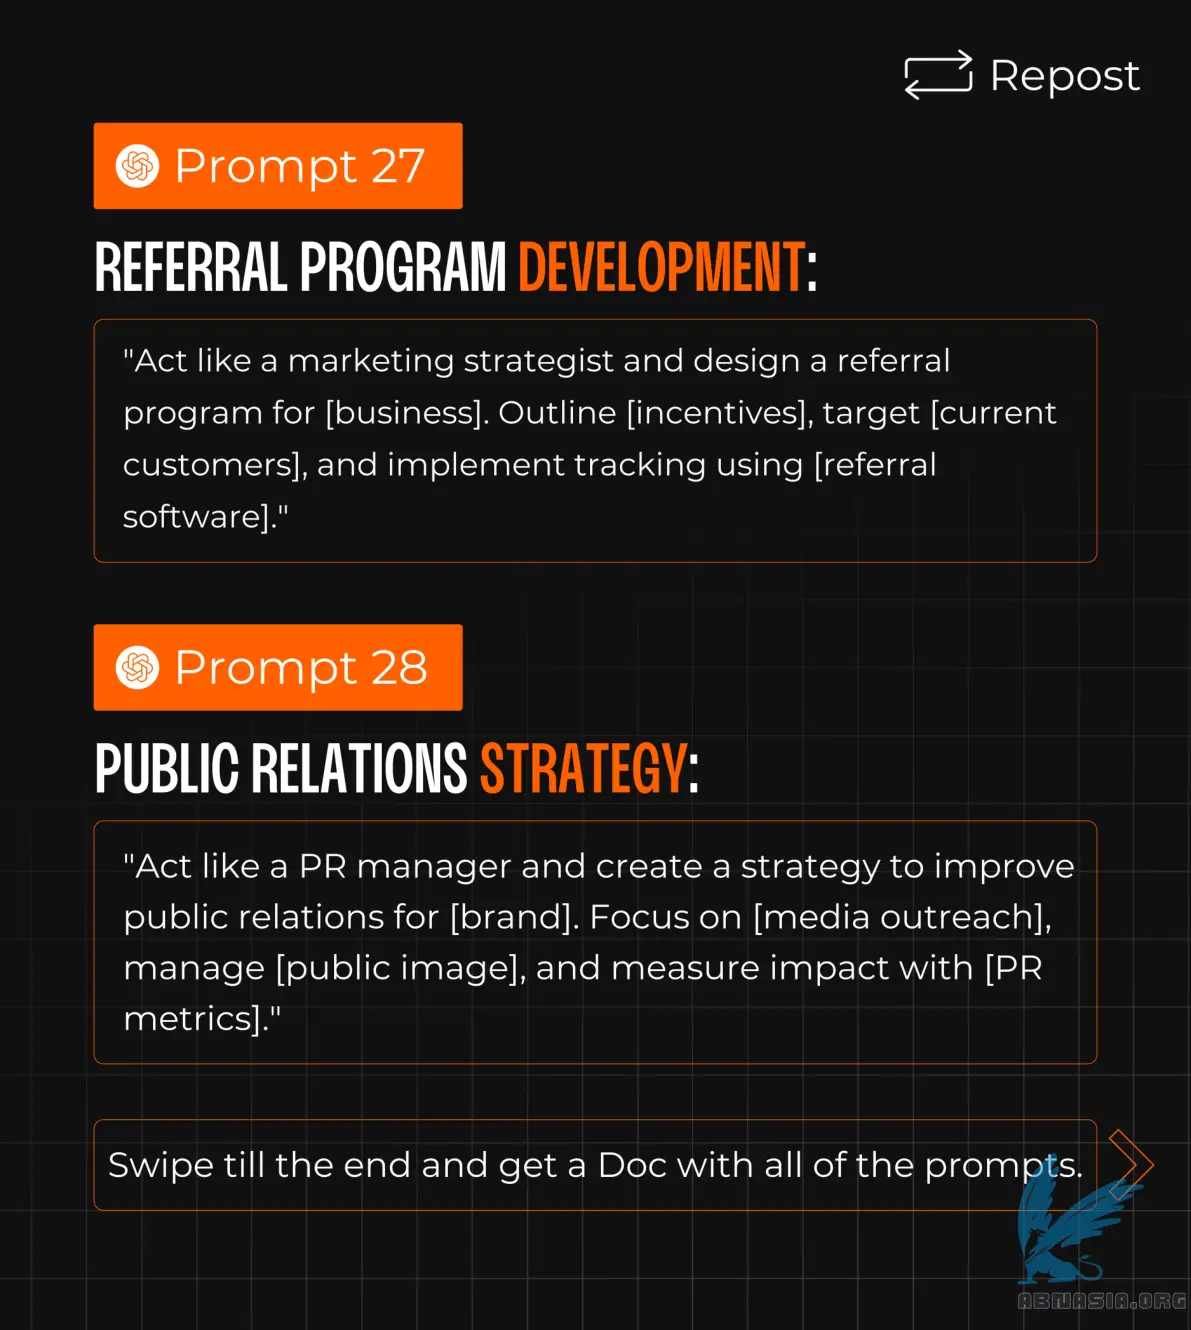 Repost
Prompt 27
REFERRAL PROGRAM DEVELOPMENT:
"Act like a marketing strategist and design a referral
program for [business]. Outline [incentives], target [current
customers], and implement tracking using [referral
software]."
Prompt 28
PUBLIC RELATIONS STRATEGY:
"Act like a PR manager and create a strategy to improve
public relations for [brand]. Focus on [media outreach],
manage [public image], and measure impact with [PR
metrics]."
Swipe till the end and get a Doc with all of the prompts.
ABNASIA.ORG